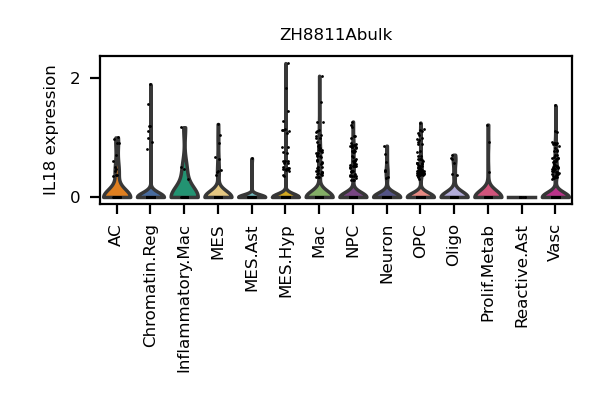 ZH8811Abulk
IL18 expression
2
0
AC
Chromatin.Reg
Inflammatory.Mac
MES
MES.Ast
MES.Hyp
Mac
NPC
Neuron
OPC
Oligo
Prolif.Metab
Reactive.Ast
Vasc